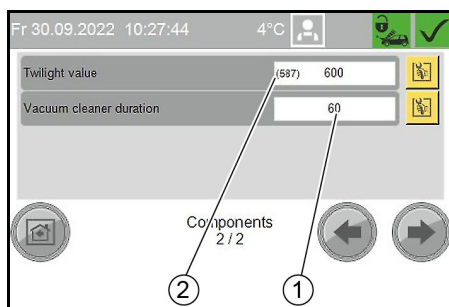 Fr 30.09.2022 10:27:44 4°C
Twilight value (587) 600
Vacuum cleaner duration 60
Components
2 / 2
2 1